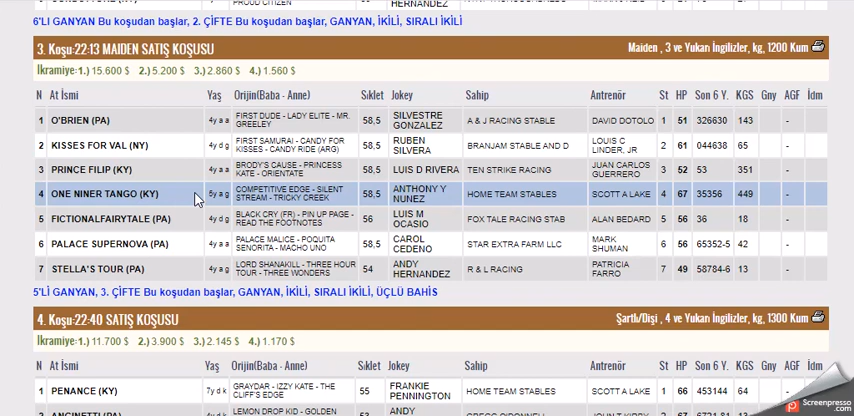 PROUD CITIZEN HERNANDEZ
6'LI GANYAN Bu koşudan başlar, 2. ÇİFTE Bu koşudan başlar, GANYAN, İKİLİ, SIRALI İKİLİ
3. Koşu:22:13 MAIDEN SATIŞ KOŞUSU Maiden , 3 ve Yukarı İngilizler, kg, 1200 Kum
İkramiye:1.) 15.600 $ 2.) 5.200 $ 3.) 2.860 $ 4.) 1.560 $
N At İsmi Yaş Orijin(Baba - Anne) Sıklet Jokey Sahip Antrenör St HP Son 6 Y. KGS Gny AGF İdm
1 O'BRIEN (PA) 4y a a FIRST DUDE - LADY ELITE - MR. GREELEY 58,5 SILVESTRE GONZALEZ A & J RACING STABLE DAVID DOTOLO 1 51 326630 143 -
2 KISSES FOR VAL (NY) 4y d g FIRST SAMURAI - CANDY FOR KISSES - CANDY RIDE (ARG) 58,5 RUBEN SILVERA BRANJAM STABLE AND D LOUIS C LINDER, JR 2 61 044638 65 -
3 PRINCE FILIP (KY) 4y a a BRODY'S CAUSE - PRINCESS KATE - ORIENTATE 58,5 LUIS D RIVERA TEN STRIKE RACING JUAN CARLOS GUERRERO 3 52 53 351 -
4 ONE NINER TANGO (KY) 5y a g COMPETITIVE EDGE - SILENT STREAM - TRICKY CREEK 58,5 ANTHONY Y NUNEZ HOME TEAM STABLES SCOTT A LAKE 4 67 35356 449 -
5 FICTIONALFAIRYTALE (PA) 4y d g BLACK CRY (FR) - PIN UP PAGE - READ THE FOOTNOTES 56 LUIS M OCASIO FOX TALE RACING STAB ALAN BEDARD 5 56 36 18 -
6 PALACE SUPERNOVA (PA) 4y a a PALACE MALICE - POQUITA SENORITA - MACHO UNO 58,5 CAROL CEDENO STAR EXTRA FARM LLC MARK SHUMAN 6 56 65352-5 42 -
7 STELLA'S TOUR (PA) 4y a g LORD SHANAKILL - THREE HOUR TOUR - THREE WONDERS 54 ANDY HERNANDEZ R & L RACING PATRICIA FARRO 7 49 58784-6 13 -
5'Lİ GANYAN, 3. ÇİFTE Bu koşudan başlar, GANYAN, İKİLİ, SIRALI İKİLİ, ÜÇLÜ BAHİS
4. Koşu:22:40 SATIŞ KOŞUSU Şartlı/Dişi , 4 ve Yukarı İngilizler, kg, 1300 Kum
İkramiye:1.) 11.700 $ 2.) 3.900 $ 3.) 2.145 $ 4.) 1.170 $
N At İsmi Yaş Orijin(Baba - Anne) Sıklet Jokey Sahip Antrenör St HP Son 6 Y. KGS Gny AGF İdm
1 PENANCE (KY) 7y d k GRAYDAR - IZZY KATE - THE CLIFF'S EDGE 55 FRANKIE PENNINGTON HOME TEAM STABLES SCOTT A LAKE 1 66 453144 64 -
LEMON DROP KID - GOLDEN ANDY
Screenpresso.com